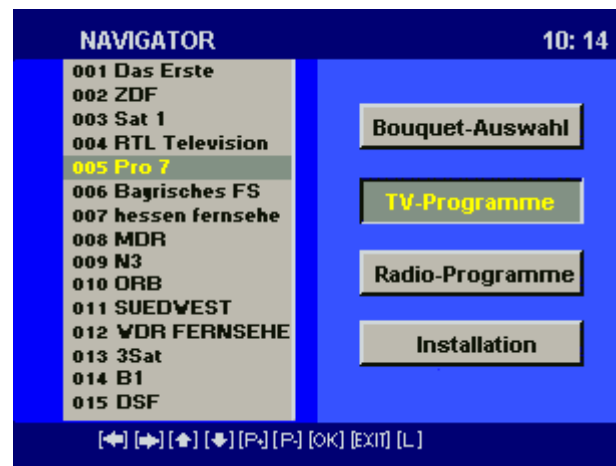 NAVIGATOR 10: 14
001 Das Erste
002 ZDF
003 Sat 1
004 RTL Television
005 Pro 7
006 Bayrisches FS
007 hessen fernsehe
008 MDR
009 N3
010 ORB
011 SUEDWEST
012 WDR FERNSEHE
013 3Sat
014 B1
015 DSF
Bouquet-Auswahl
TV-Programme
Radio-Programme
Installation
[←] [→] [↑] [↓] [P+] [P-] [OK] [EXIT] [L ]